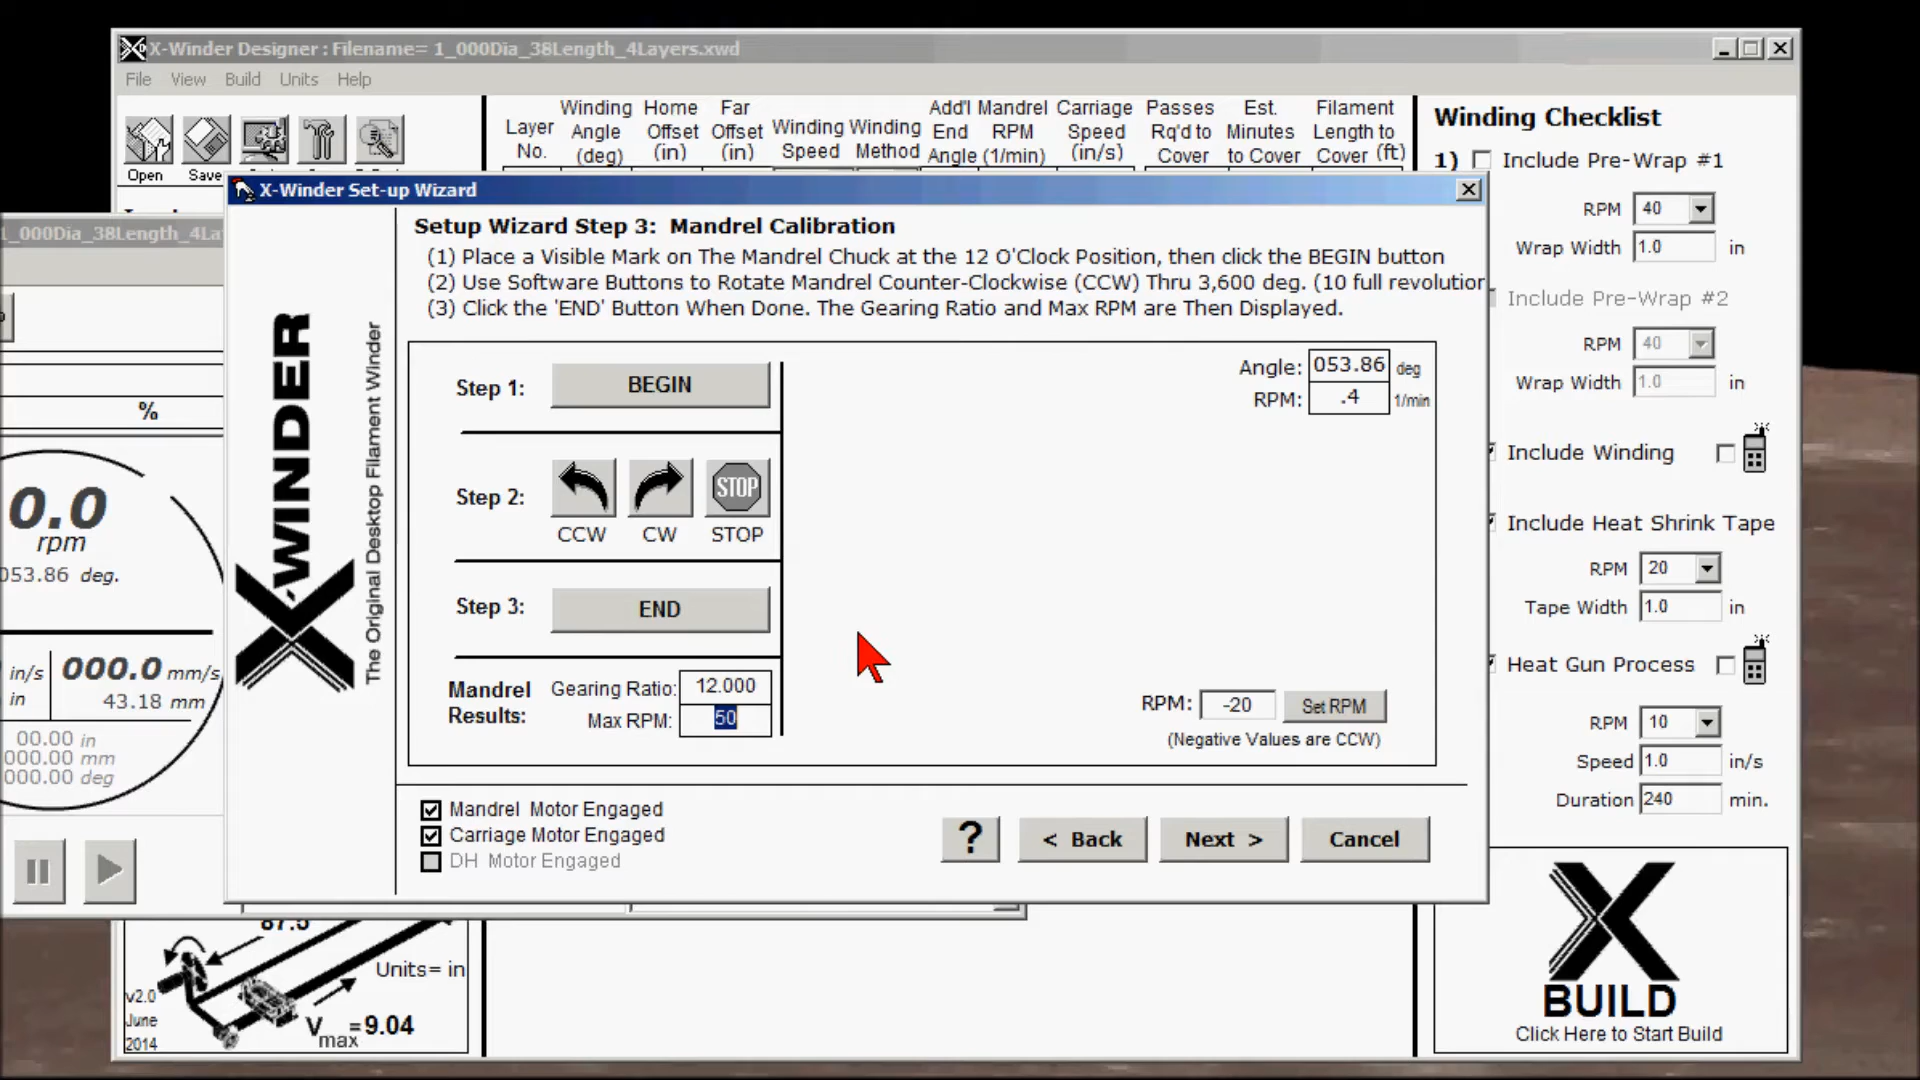 X-Winder Designer : Filename= 1_000Dia_38Length_4Layers.xwd
File View Build Units Help
Open Save
Layer No.
Winding Angle (deg)
Home Offset (in)
Far Offset (in)
Winding Speed
Winding Method
Add'l End Angle
Mandrel RPM (1/min)
Carriage Speed (in/s)
Passes Rq'd to Cover
Est. Minutes to Cover
Filament Length to Cover (ft)
X-Winder Set-up Wizard
X-WINDER
The Original Desktop Filament Winder
Setup Wizard Step 3: Mandrel Calibration
(1) Place a Visible Mark on The Mandrel Chuck at the 12 O'Clock Position, then click the BEGIN button
(2) Use Software Buttons to Rotate Mandrel Counter-Clockwise (CCW) Thru 3,600 deg. (10 full revolution
(3) Click the 'END' Button When Done. The Gearing Ratio and Max RPM are Then Displayed.
Step 1: BEGIN
Angle: 053.86 deg
RPM: .4 1/min
Step 2: STOP
CCW CW STOP
Step 3: END
Mandrel Results:
Gearing Ratio: 12.000
Max RPM: 50
RPM: -20 Set RPM
(Negative Values are CCW)
Mandrel Motor Engaged
Carriage Motor Engaged
DH Motor Engaged
? < Back Next > Cancel
1_000Dia_38Length_4La
%
0.0
rpm
053.86 deg.
in/s 000.0 mm/s
in 43.18 mm
00.00 in
000.00 mm
000.00 deg
87.5
Units= in
v2.0
June
2014
Vmax=9.04
Winding Checklist
1) Include Pre-Wrap #1
RPM 40
Wrap Width 1.0 in
Include Pre-Wrap #2
RPM 40
Wrap Width 1.0 in
Include Winding
Include Heat Shrink Tape
RPM 20
Tape Width 1.0 in
Heat Gun Process
RPM 10
Speed 1.0 in/s
Duration 240 min.
X
BUILD
Click Here to Start Build